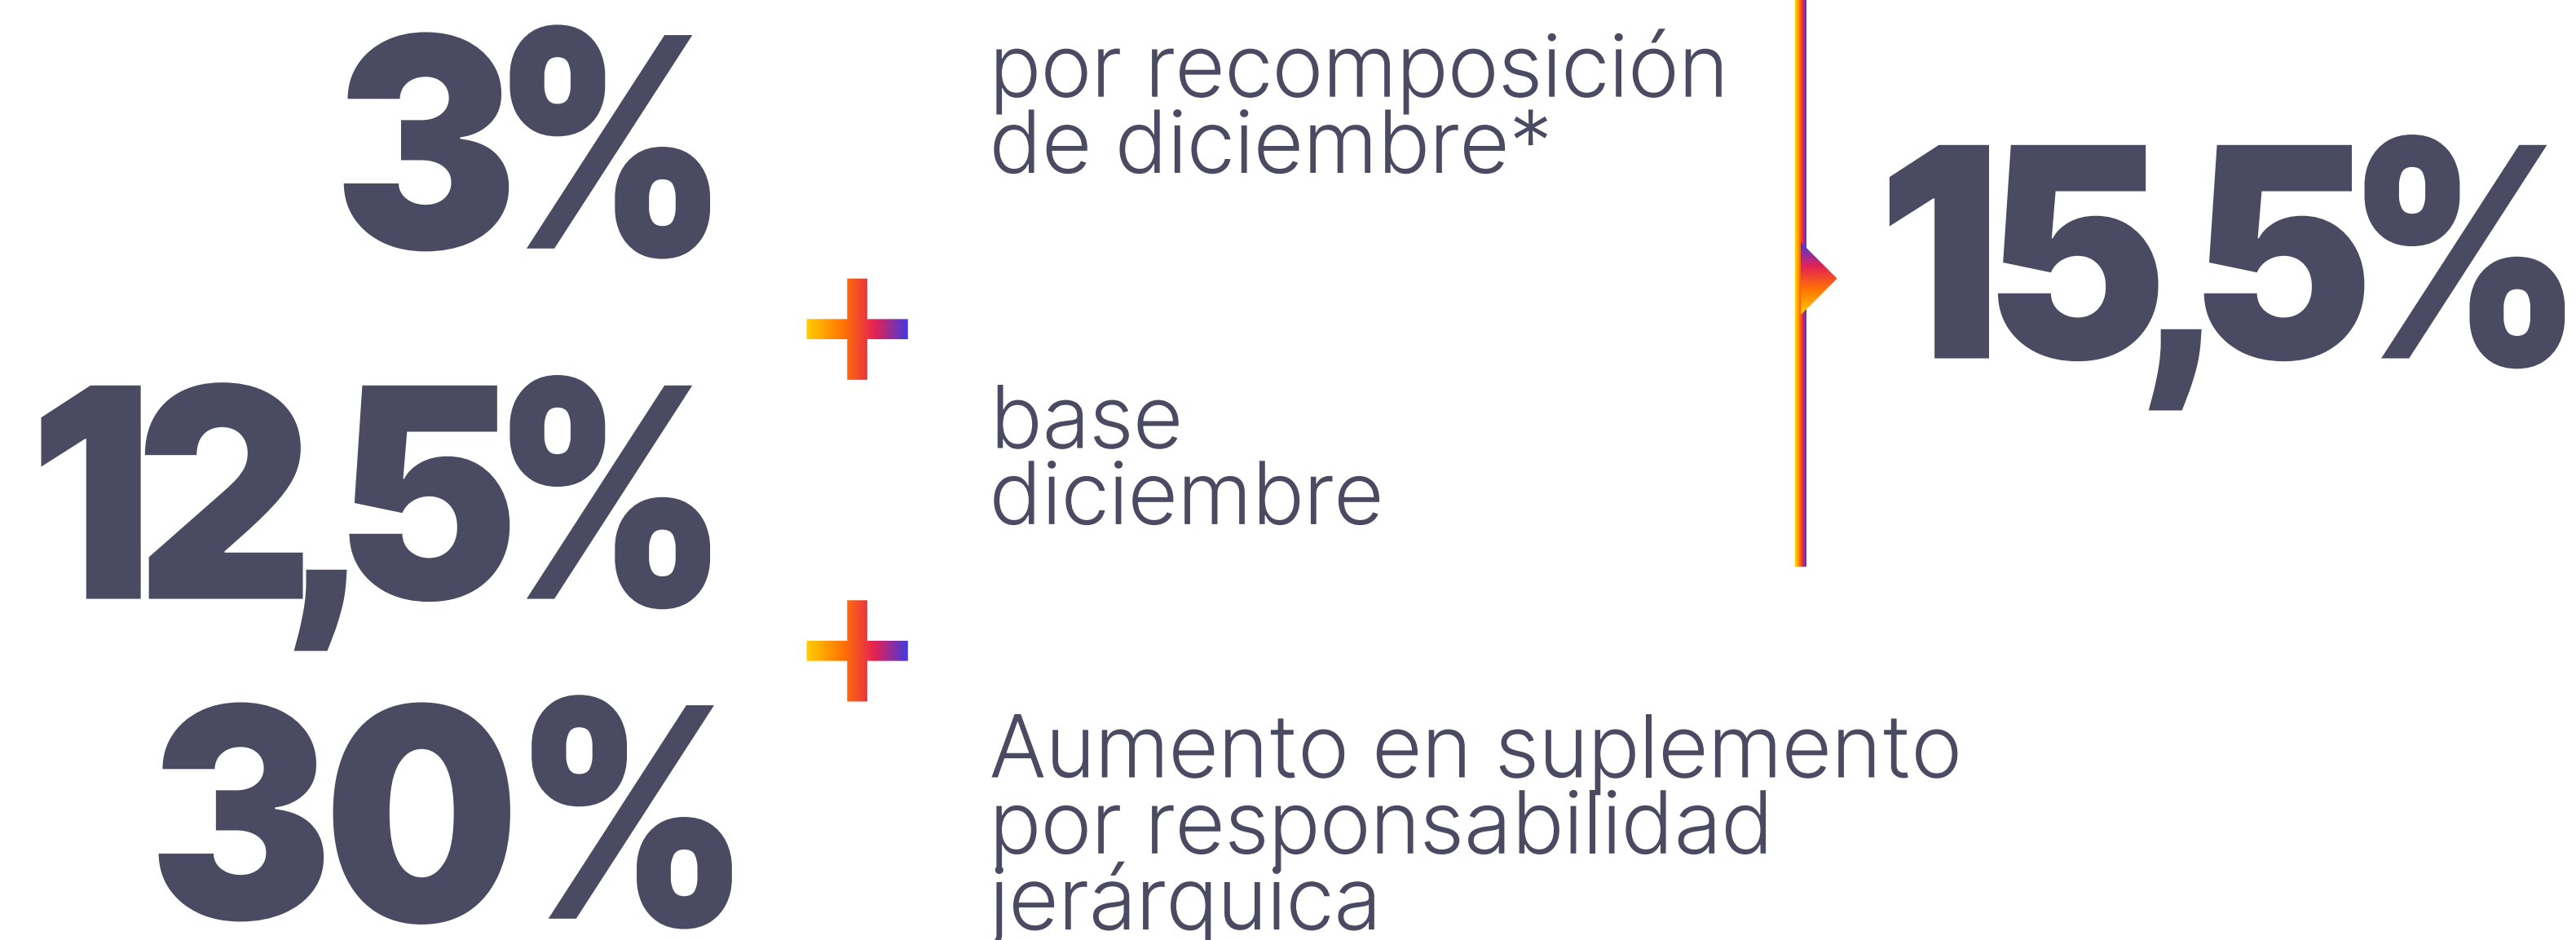 3%
por recomposición
de diciembre*
15,5%
+
12,5%
base
diciembre
+
30%
Aumento en suplemento
por responsabilidad
jerárquica